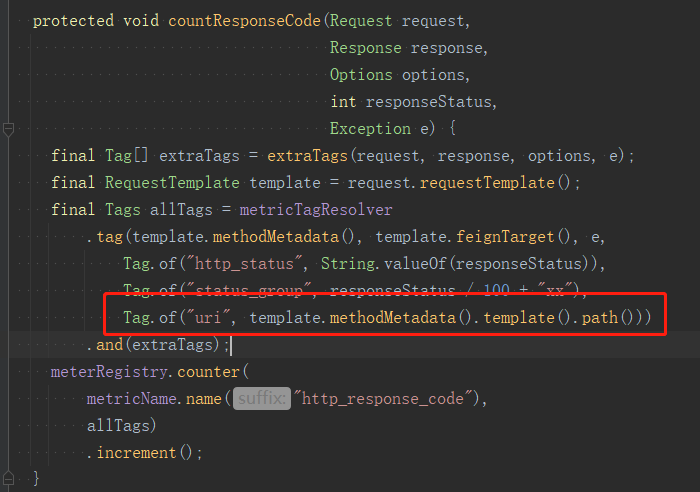 protected void countResponseCode(Request request,
Response response,
Options options,
int responseStatus,
Exception e) {
final Tag[] extraTags = extraTags(request, response, options, e);
final RequestTemplate template = request.requestTemplate();
final Tags allTags = metricTagResolver
.tag(template.methodMetadata(), template.feignTarget(), e,
Tag.of("http_status", String.valueOf(responseStatus)),
Tag.of("status_group", responseStatus / 100 + "xx"),
Tag.of("uri", template.methodMetadata().template().path()))
.and(extraTags);
meterRegistry.counter(
metricName.name( suffix: "http_response_code"),
allTags)
.increment();
}